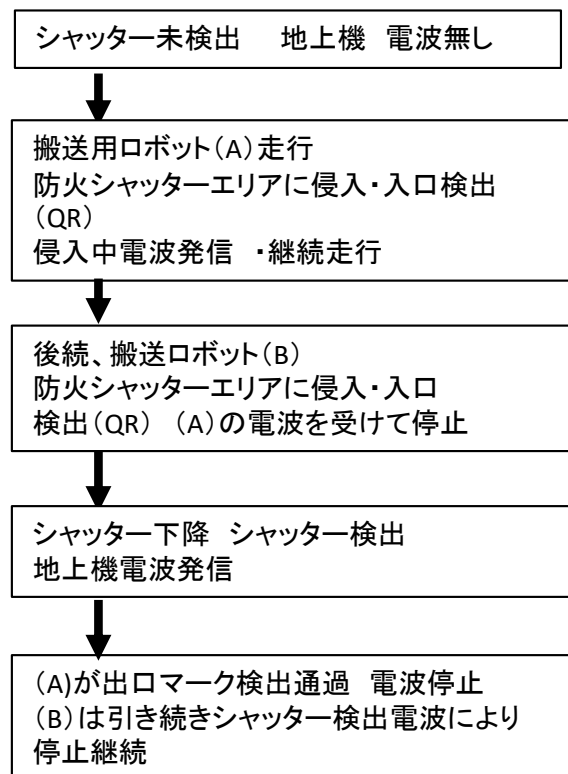 シャッター未検出　地上機 電波無し
搬送用ロボット(A)走行
防火シャッターエリアに侵入・入口検出
(QR)
侵入中電波発信 ・継続走行
後続、搬送ロボット(B)
防火シャッターエリアに侵入・入口
検出(QR) (A)の電波を受けて停止
シャッター下降 シャッター検出
地上機電波発信
(A)が出口マーク検出通過 電波停止
(B)は引き続きシャッター検出電波により
停止継続